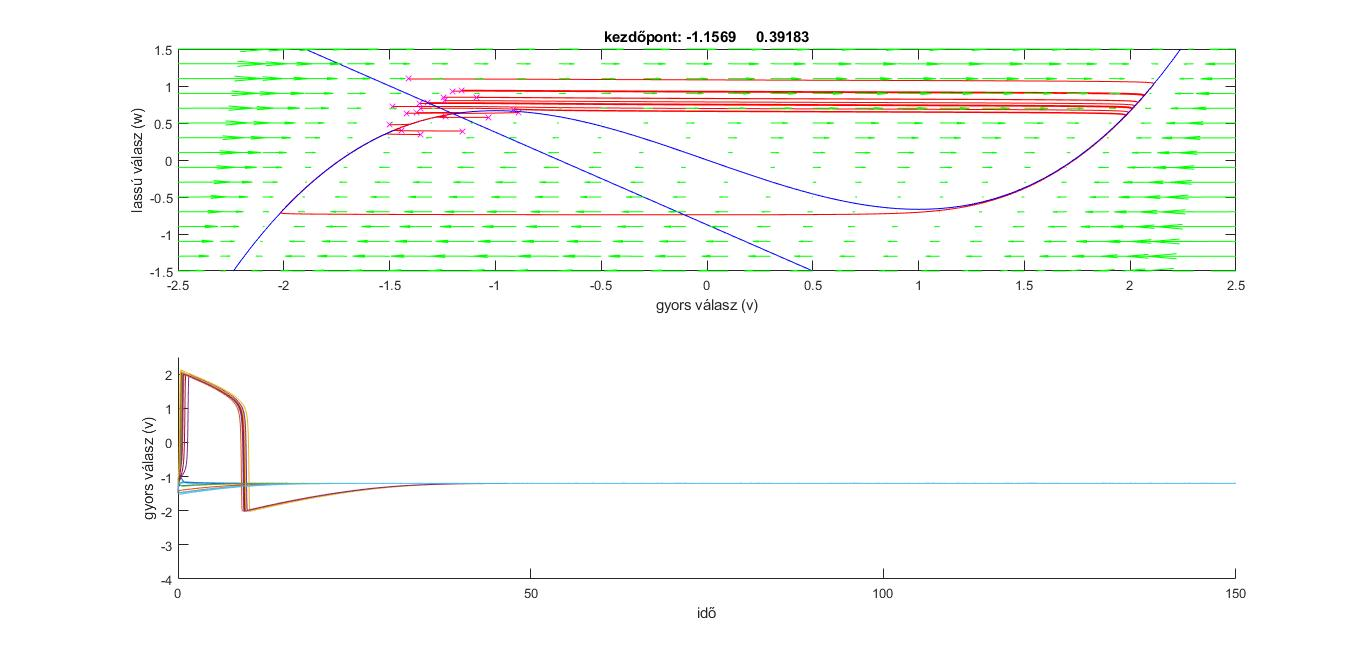 kezdőpont: -1.1569 0.39183
1.5
1
0.5
0
-0.5
-1
-1.5
lassú válasz (w)
-2.5 -2 -1.5 -1 -0.5 0 0.5 1 1.5 2 2.5
gyors válasz (v)
2
1
0
-1
-2
-3
-4
gyors válasz (v)
0 50 100 150
idő